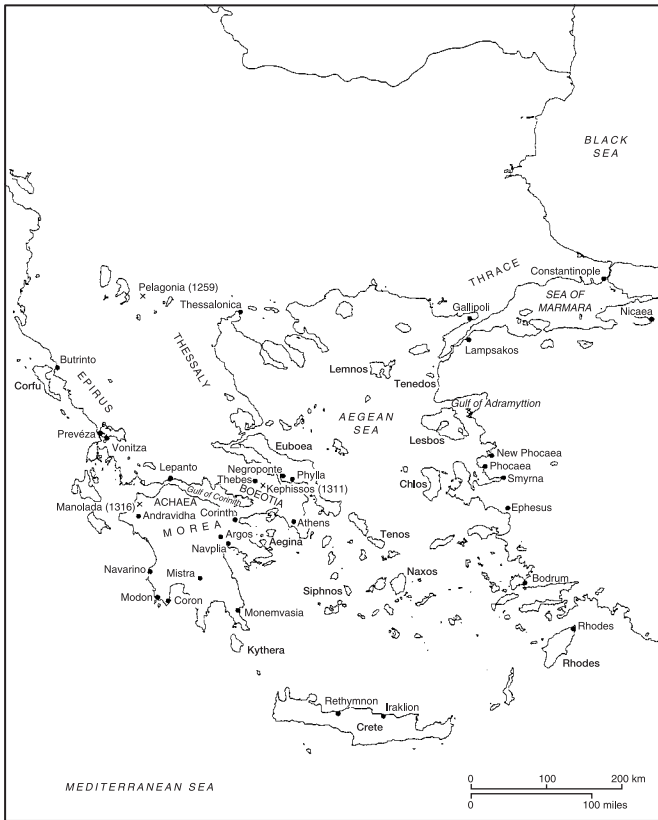 BLACK
SEA
THRACE
Constantinople
Pelagonia (1259)
Thessalonica
Gallipoli
SEA OF
MARMARA
Nicaea
Lampsakos
THESSALY
Butrinto
Corfu
EPIRUS
Lemnos
Tenedos
AEGEAN
SEA
Gulf of Adramyttion
Prevéza
Vonitza
Euboea
Lesbos
New Phocaea
Phocaea
Smyrna
Lepanto
Negroponte
Phylla
Thebes
Kephissos (1311)
BOEOTIA
Gulf of Corinth
Chios
Manolada (1316)
ACHAEA
Andravidha
Corinth
Athens
Ephesus
MOREA
Argos
Aegina
Navplia
Tenos
Navarino
Mistra
Naxos
Bodrum
Siphnos
Modon
Coron
Monemvasia
Rhodes
Kythera
Rhodes
Rethymnon
Iraklion
Crete
MEDITERRANEAN SEA
0 100 200 km
0 100 miles